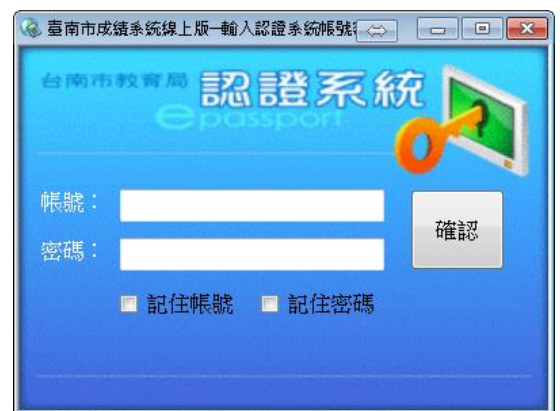 臺南市成績系統線上版-輸入認證系統帳號
台南市教育局 認證系統
epassport
帳號：
密碼：
確認
記住帳號 記住密碼